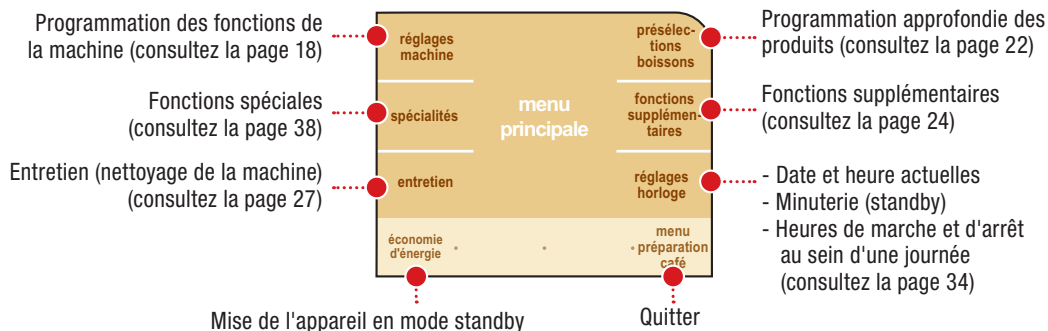 Programmation des fonctions de
la machine (consultez la page 18)
Fonctions spéciales
(consultez la page 38)
Entretien (nettoyage de la machine)
(consultez la page 27)
réglages
machine
spécialités
entretien
économie
d'énergie
menu
principale
présélec-
tions
boissons
fonctions
supplémen-
taires
réglages
horloge
menu
préparation
café
Programmation approfondie des
produits (consultez la page 22)
Fonctions supplémentaires
(consultez la page 24)
- Date et heure actuelles
- Minuterie (standby)
- Heures de marche et d'arrêt
au sein d'une journée
(consultez la page 34)
Mise de l'appareil en mode standby
Quitter